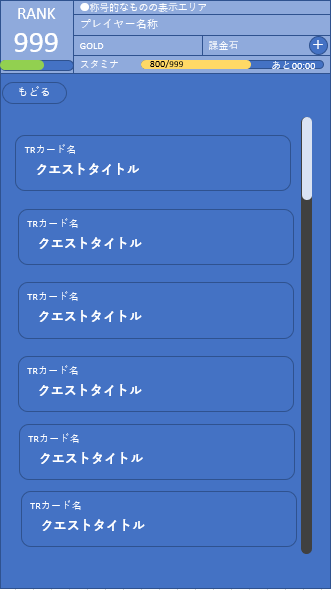 RANK
999
●称号的なものの表示エリア
プレイヤー名称
GOLD
課金石
+
スタミナ
800/999
あと00:00
もどる
TRカード名
クエストタイトル
TRカード名
クエストタイトル
TRカード名
クエストタイトル
TRカード名
クエストタイトル
TRカード名
クエストタイトル
TRカード名
クエストタイトル